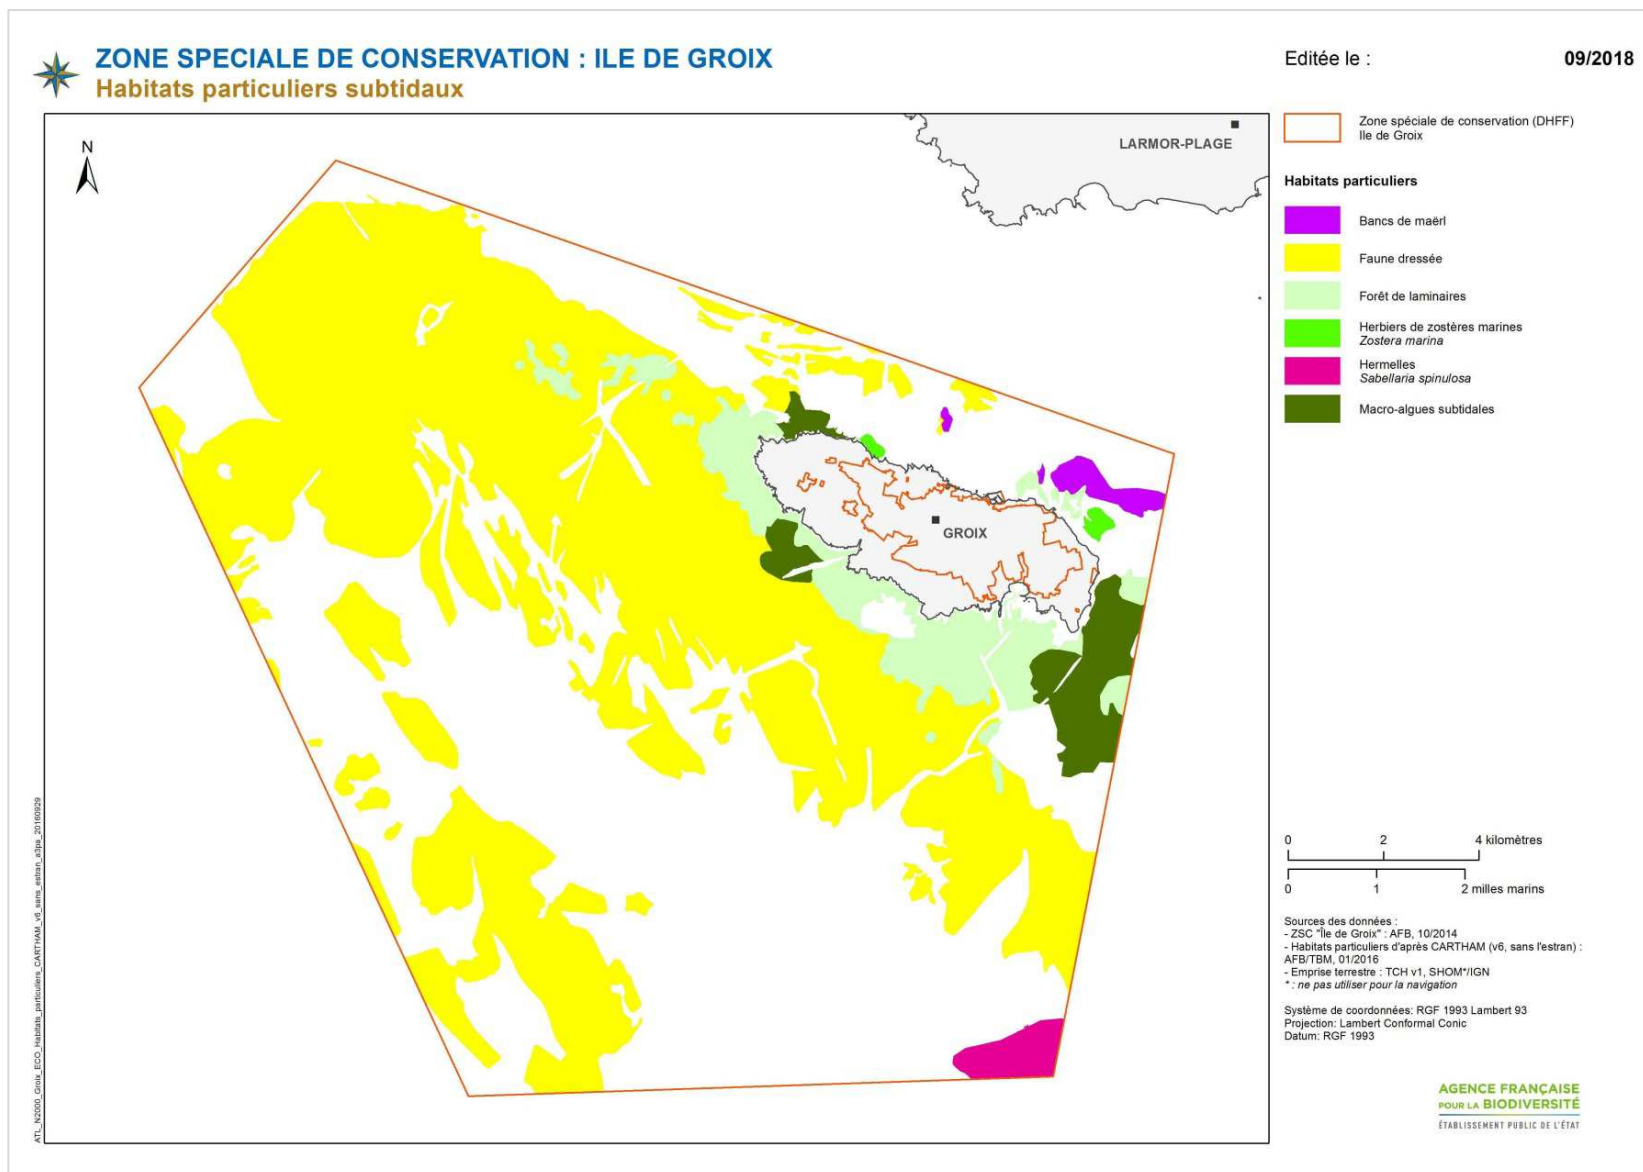 ZONE SPECIALE DE CONSERVATION : ILE DE GROIX
Habitats particuliers subtidaux
Editée le : 09/2018
N
LARMOR-PLAGE
GROIX
Zone spéciale de conservation (DHFF)
Ile de Groix
Habitats particuliers
Bancs de maërl
Faune dressée
Forêt de laminaires
Herbiers de zostères marines
Zostera marina
Hermelles
Sabellaria spinulosa
Macro-algues subtidales
0 2 4 kilomètres
0 1 2 milles marins
Sources des données :
- ZSC "Île de Groix" : AFB, 10/2014
- Habitats particuliers d'après CARTHAM (v6, sans l'estran) :
AFB/TBM, 01/2016
- Emprise terrestre : TCH v1, SHOM*/IGN
* : ne pas utiliser pour la navigation
Système de coordonnées: RGF 1993 Lambert 93
Projection: Lambert Conformal Conic
Datum: RGF 1993
AGENCE FRANÇAISE
POUR LA BIODIVERSITÉ
ÉTABLISSEMENT PUBLIC DE L'ÉTAT
ATL_N2000_Groix_ECO_Habitats_particuliers_CARTHAM_v6_sans_estran_a3pa_20160929